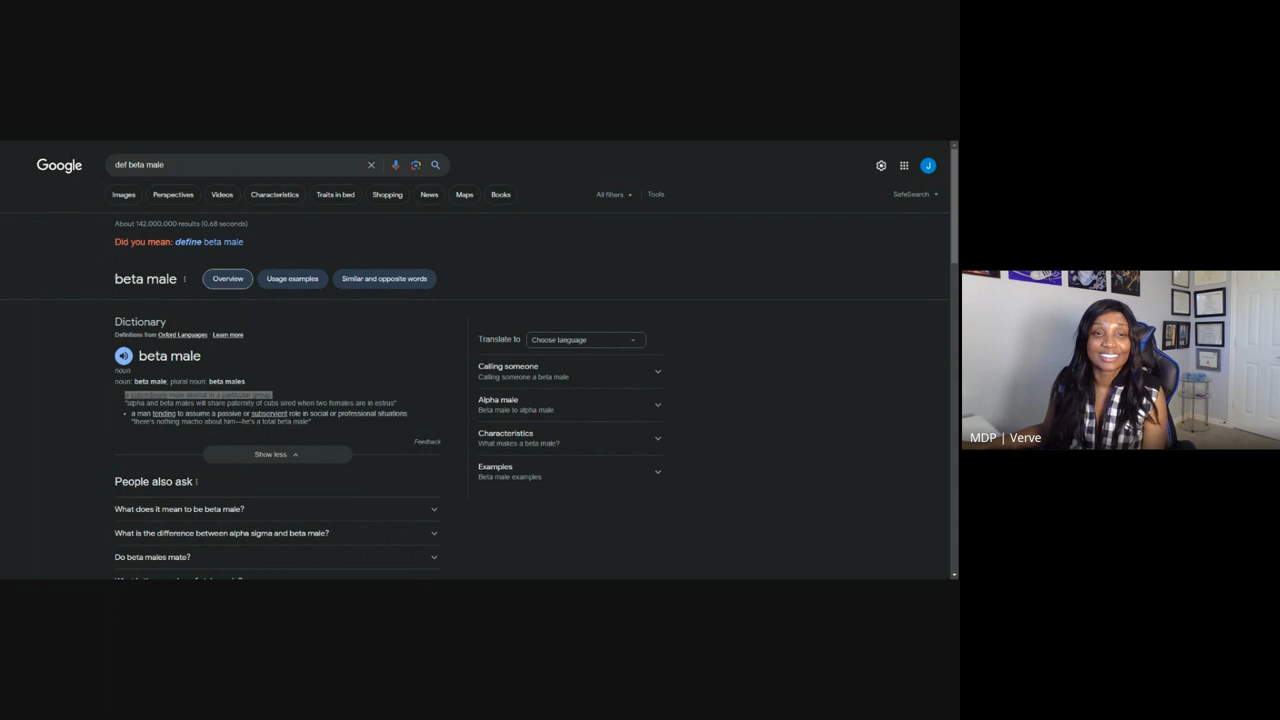 Google
def beta male
J
Images
Perspectives
Videos
Characteristics
Traits in bed
Shopping
News
Maps
Books
All filters
Tools
SafeSearch
About 142,000,000 results (0.68 seconds)
Did you mean: define beta male
beta male
Overview
Usage examples
Similar and opposite words
Dictionary
Definitions from Oxford Languages · Learn more
beta male
noun
noun: beta male; plural noun: beta males
a subordinate male animal in a particular group.
"alpha and beta males will share paternity of cubs sired when two females are in estrus"
• a man tending to assume a passive or subservient role in social or professional situations.
"there's nothing macho about him—he's a total beta male"
Feedback
Show less
Translate to
Choose language
Calling someone
Calling someone a beta male
Alpha male
Beta male to alpha male
Characteristics
What makes a beta male?
Examples
Beta male examples
People also ask
What does it mean to be beta male?
What is the difference between alpha sigma and beta male?
Do beta males mate?
MDP | Verve